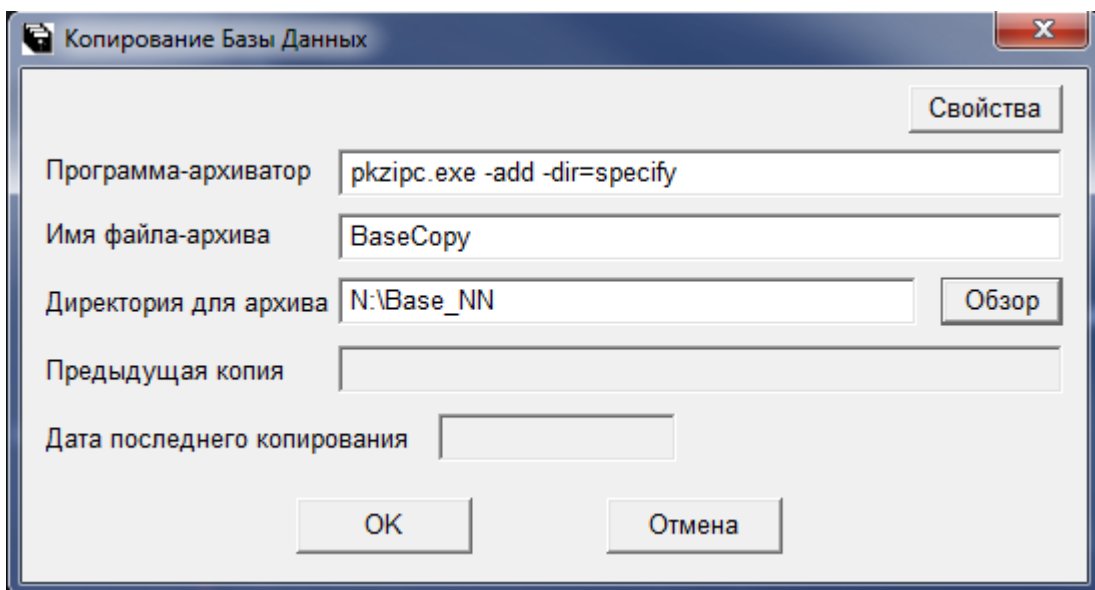 Копирование Базы Данных
Свойства
Программа-архиватор pkzipc.exe -add -dir=specify
Имя файла-архива BaseCopy
Директория для архива N:\Base_NN Обзор
Предыдущая копия
Дата последнего копирования
OK Отмена